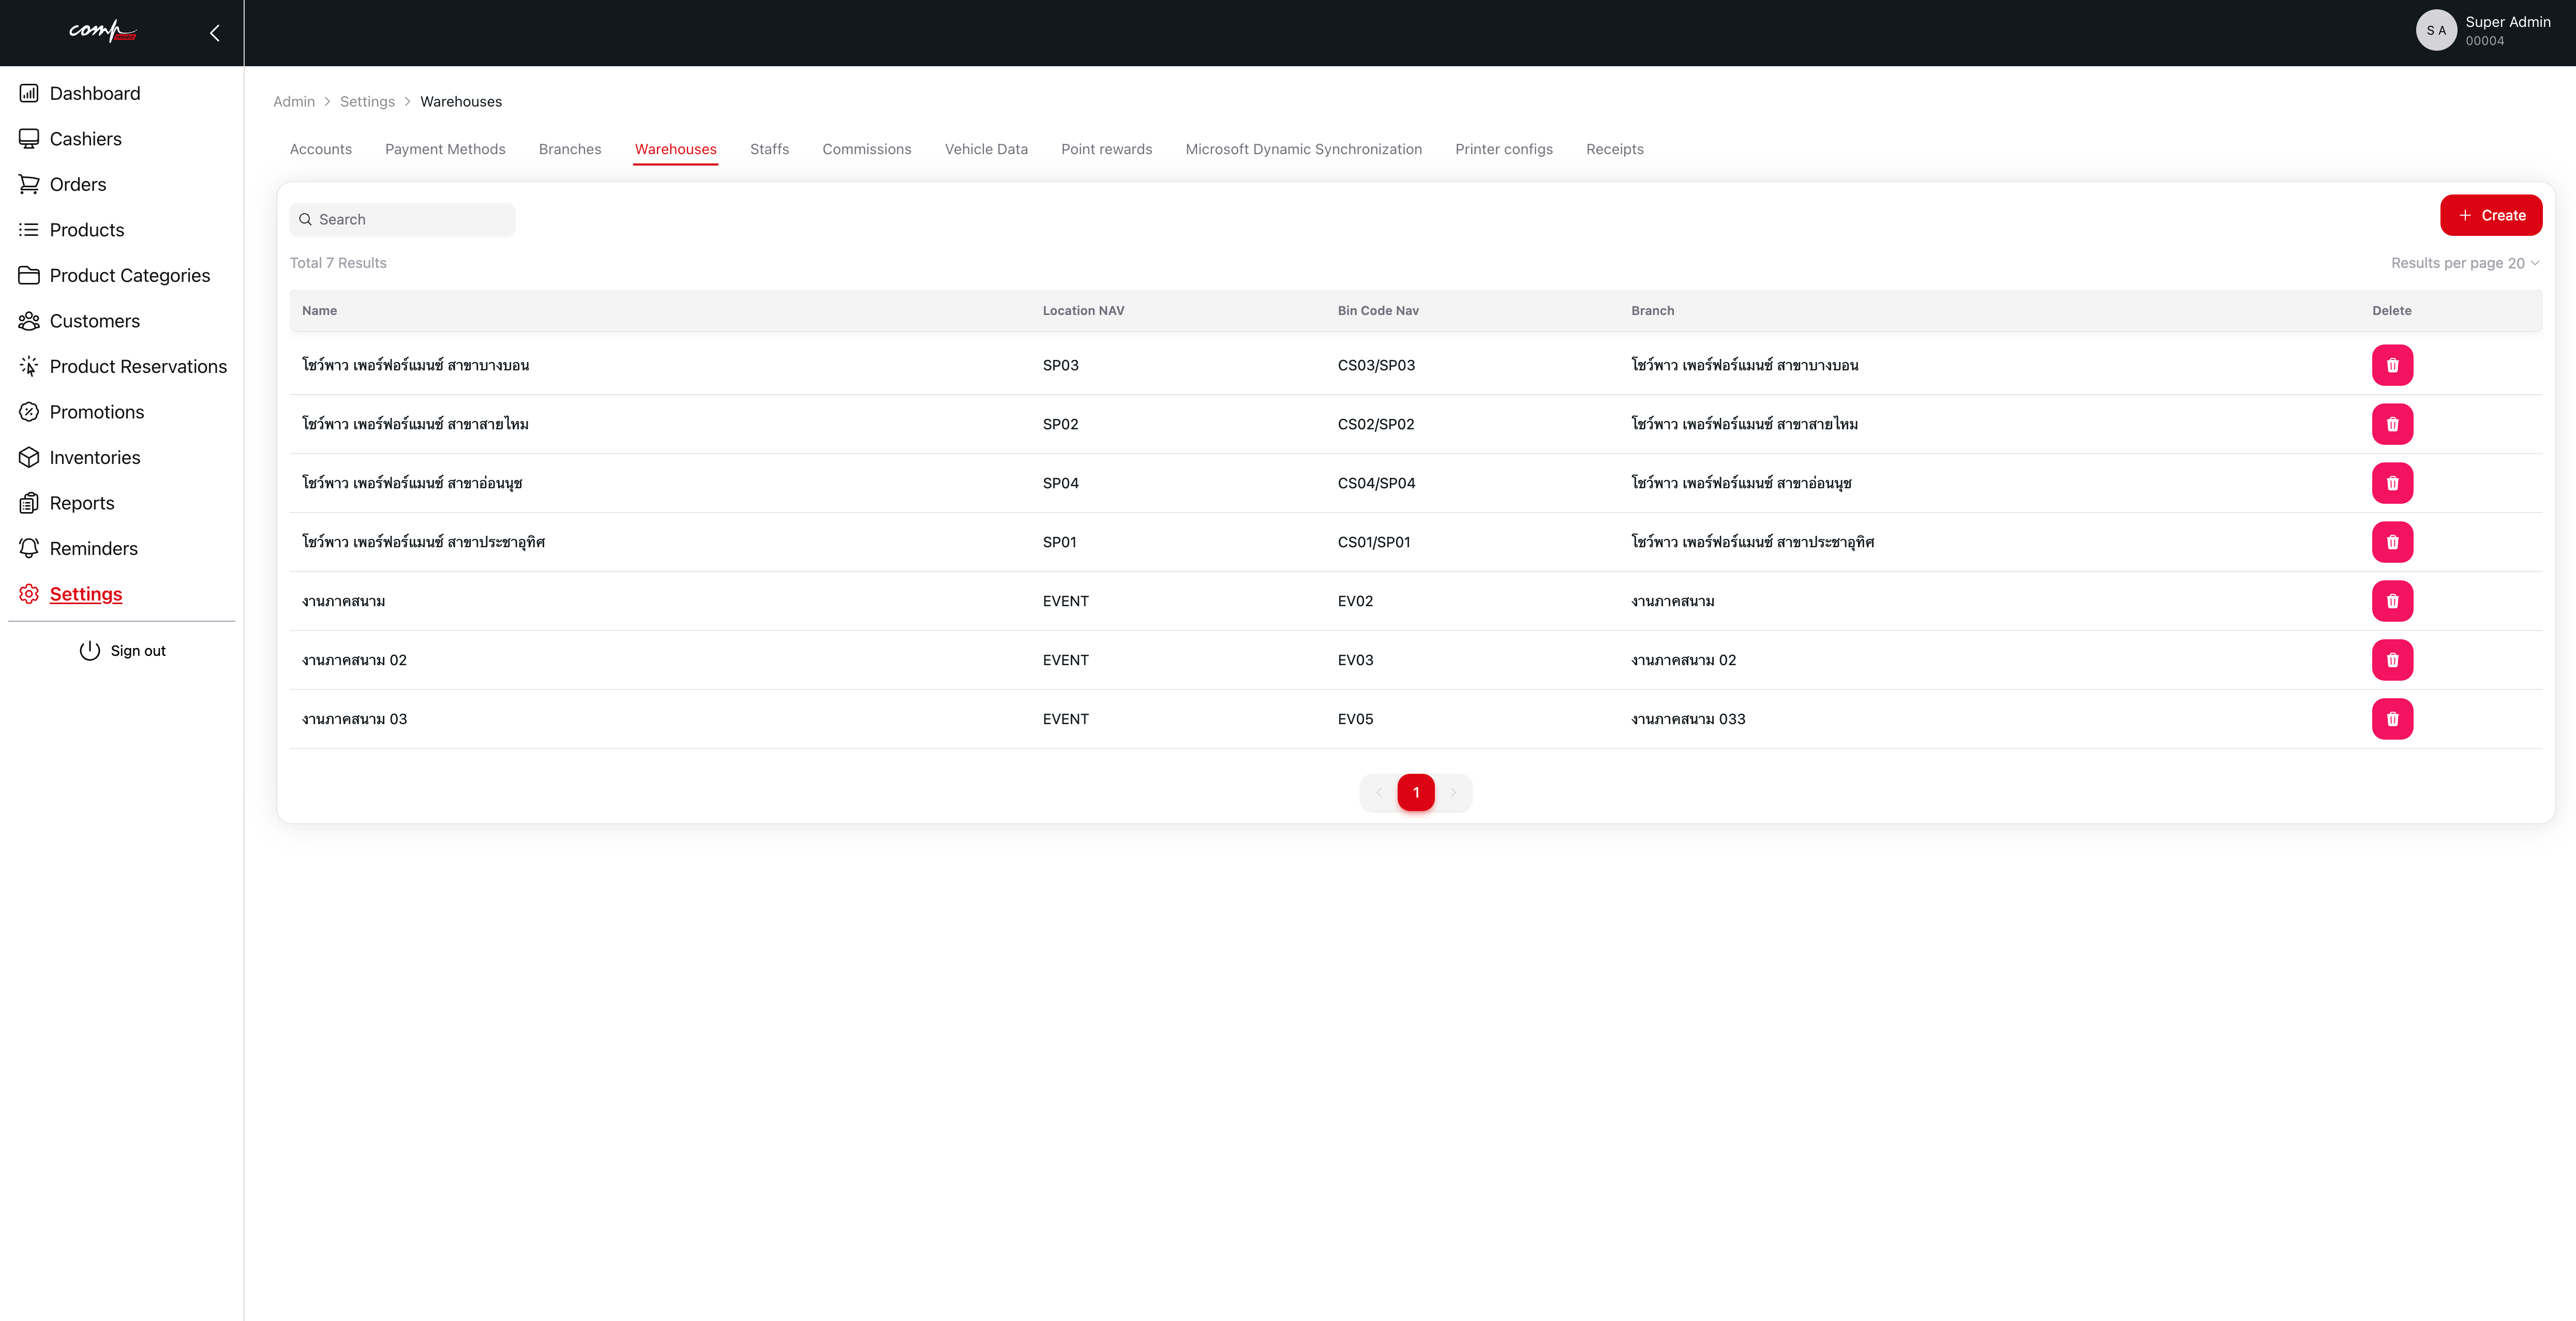 comp
S A
Super Admin
00004
Dashboard
Cashiers
Orders
Products
Product Categories
Customers
Product Reservations
Promotions
Inventories
Reports
Reminders
Settings
Sign out
Admin > Settings > Warehouses
Accounts Payment Methods Branches Warehouses Staffs Commissions Vehicle Data Point rewards Microsoft Dynamic Synchronization Printer configs Receipts
Search
+ Create
Total 7 Results
Results per page 20
Name Location NAV Bin Code Nav Branch Delete
โชว์พาว เพอร์ฟอร์แมนซ์ สาขาบางบอน SP03 CS03/SP03 โชว์พาว เพอร์ฟอร์แมนซ์ สาขาบางบอน
โชว์พาว เพอร์ฟอร์แมนซ์ สาขาสายไหม SP02 CS02/SP02 โชว์พาว เพอร์ฟอร์แมนซ์ สาขาสายไหม
โชว์พาว เพอร์ฟอร์แมนซ์ สาขาอ่อนนุช SP04 CS04/SP04 โชว์พาว เพอร์ฟอร์แมนซ์ สาขาอ่อนนุช
โชว์พาว เพอร์ฟอร์แมนซ์ สาขาประชาอุทิศ SP01 CS01/SP01 โชว์พาว เพอร์ฟอร์แมนซ์ สาขาประชาอุทิศ
งานภาคสนาม EVENT EV02 งานภาคสนาม
งานภาคสนาม 02 EVENT EV03 งานภาคสนาม 02
งานภาคสนาม 03 EVENT EV05 งานภาคสนาม 033
1